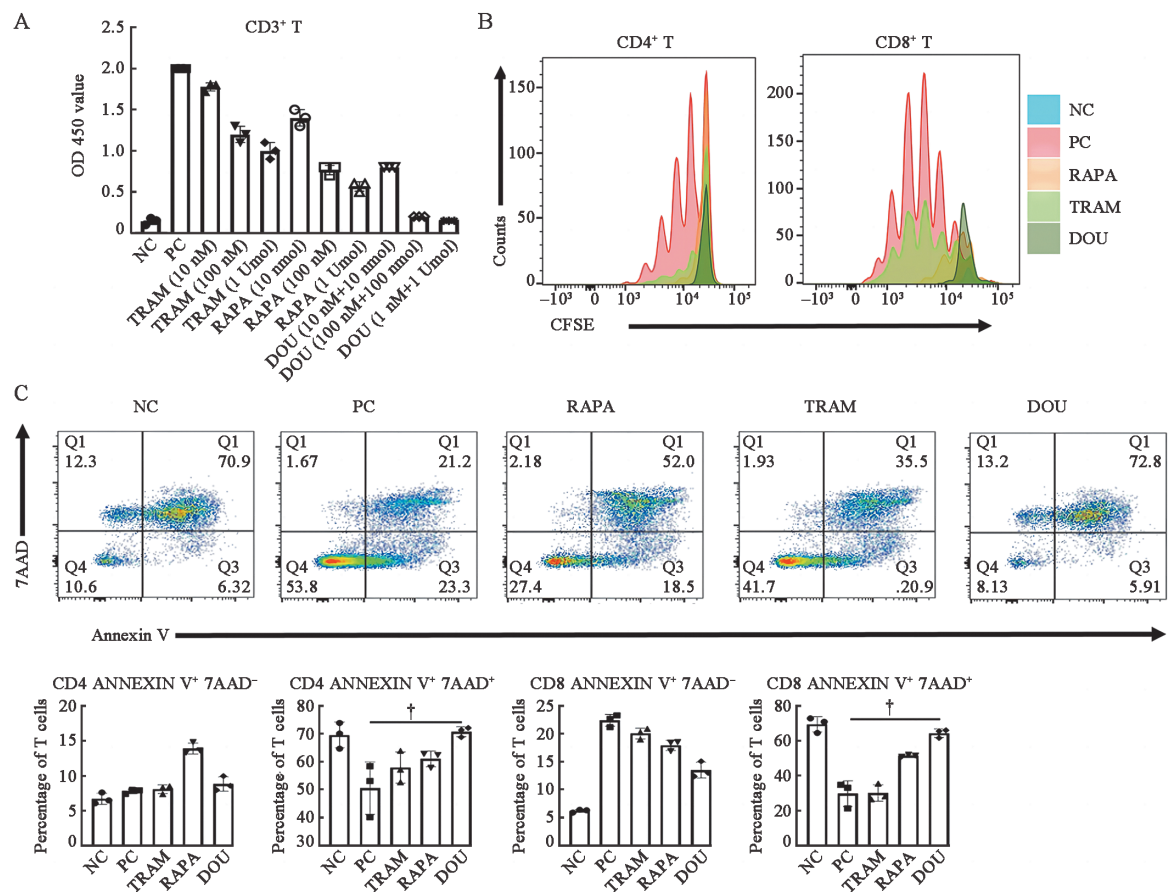 A
CD3⁺ T
OD 450 value
2.5
2.0
1.5
1.0
0.5
0
NC
PC
TRAM (10 nM)
TRAM (100 nM)
TRAM (1 Umol)
RAPA (10 nmol)
RAPA (100 nM)
RAPA (1 Umol)
DOU (10 nM+10 nmol)
DOU (100 nM+100 nmol)
DOU (1 nM+1 Umol)
B
CD4⁺ T
CD8⁺ T
Counts
150
100
50
0
−10³ 0 10³ 10⁴ 10⁵
200
150
100
50
0
−10³ 0 10³ 10⁴ 10⁵
CFSE
NC
PC
RAPA
TRAM
DOU
C
NC PC RAPA TRAM DOU
7AAD
Q1 Q1
12.3 70.9
Q4 Q3
10.6 6.32
Q1 Q1
1.67 21.2
Q4 Q3
53.8 23.3
Q1 Q1
2.18 52.0
Q4 Q3
27.4 18.5
Q1 Q1
1.93 35.5
Q4 Q3
41.7 .20.9
Q1 Q1
13.2 72.8
Q4 Q3
8.13 5.91
Annexin V
CD4 ANNEXIN V⁺ 7AAD⁻
Percentage of T cells
15
10
5
0
NC PC TRAM RAPA DOU
CD4 ANNEXIN V⁺ 7AAD⁺
Percentage of T cells
80
70
60
50
40
30
†
NC PC TRAM RAPA DOU
CD8 ANNEXIN V⁺ 7AAD⁻
Percentage of T cells
25
20
15
10
5
0
NC PC TRAM RAPA DOU
CD8 ANNEXIN V⁺ 7AAD⁺
Percentage of T cells
80
60
40
20
0
†
NC PC TRAM RAPA DOU